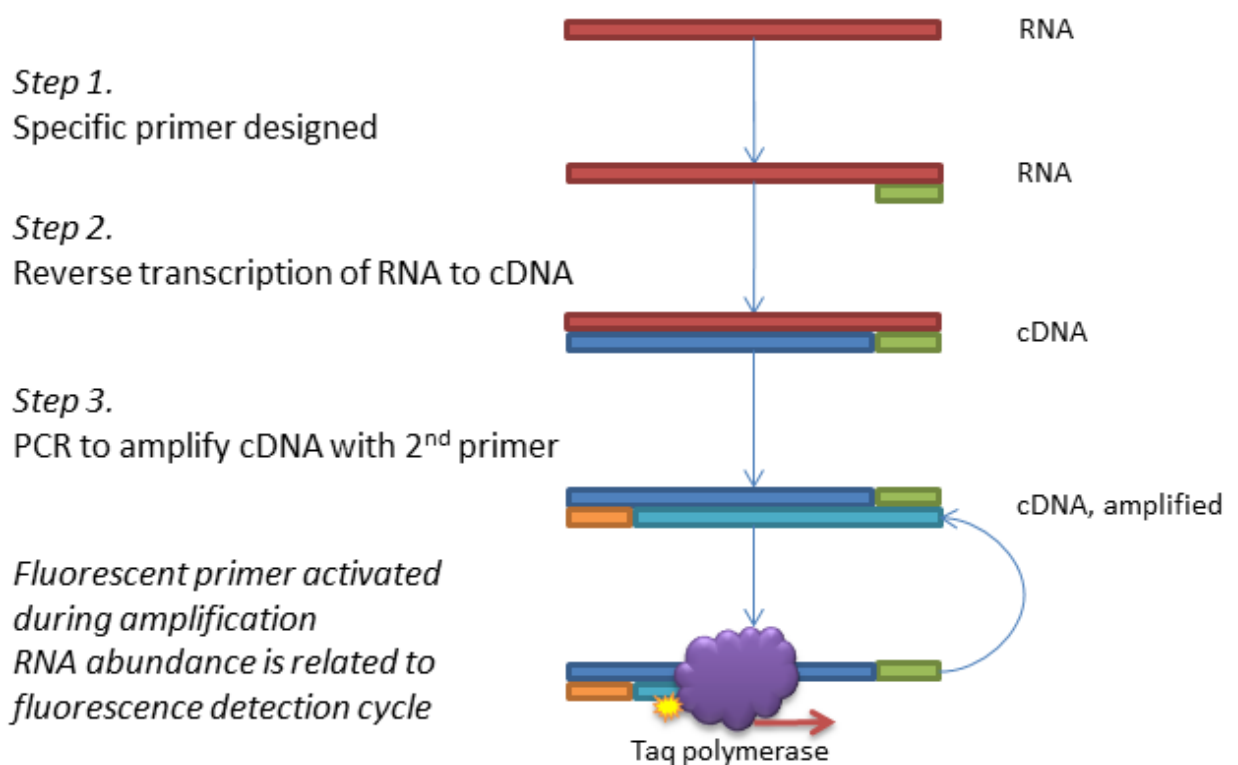 RNA
Step 1.
Specific primer designed
RNA
Step 2.
Reverse transcription of RNA to cDNA
cDNA
Step 3.
PCR to amplify cDNA with 2nd primer
cDNA, amplified
Fluorescent primer activated
during amplification
RNA abundance is related to
fluorescence detection cycle
Taq polymerase